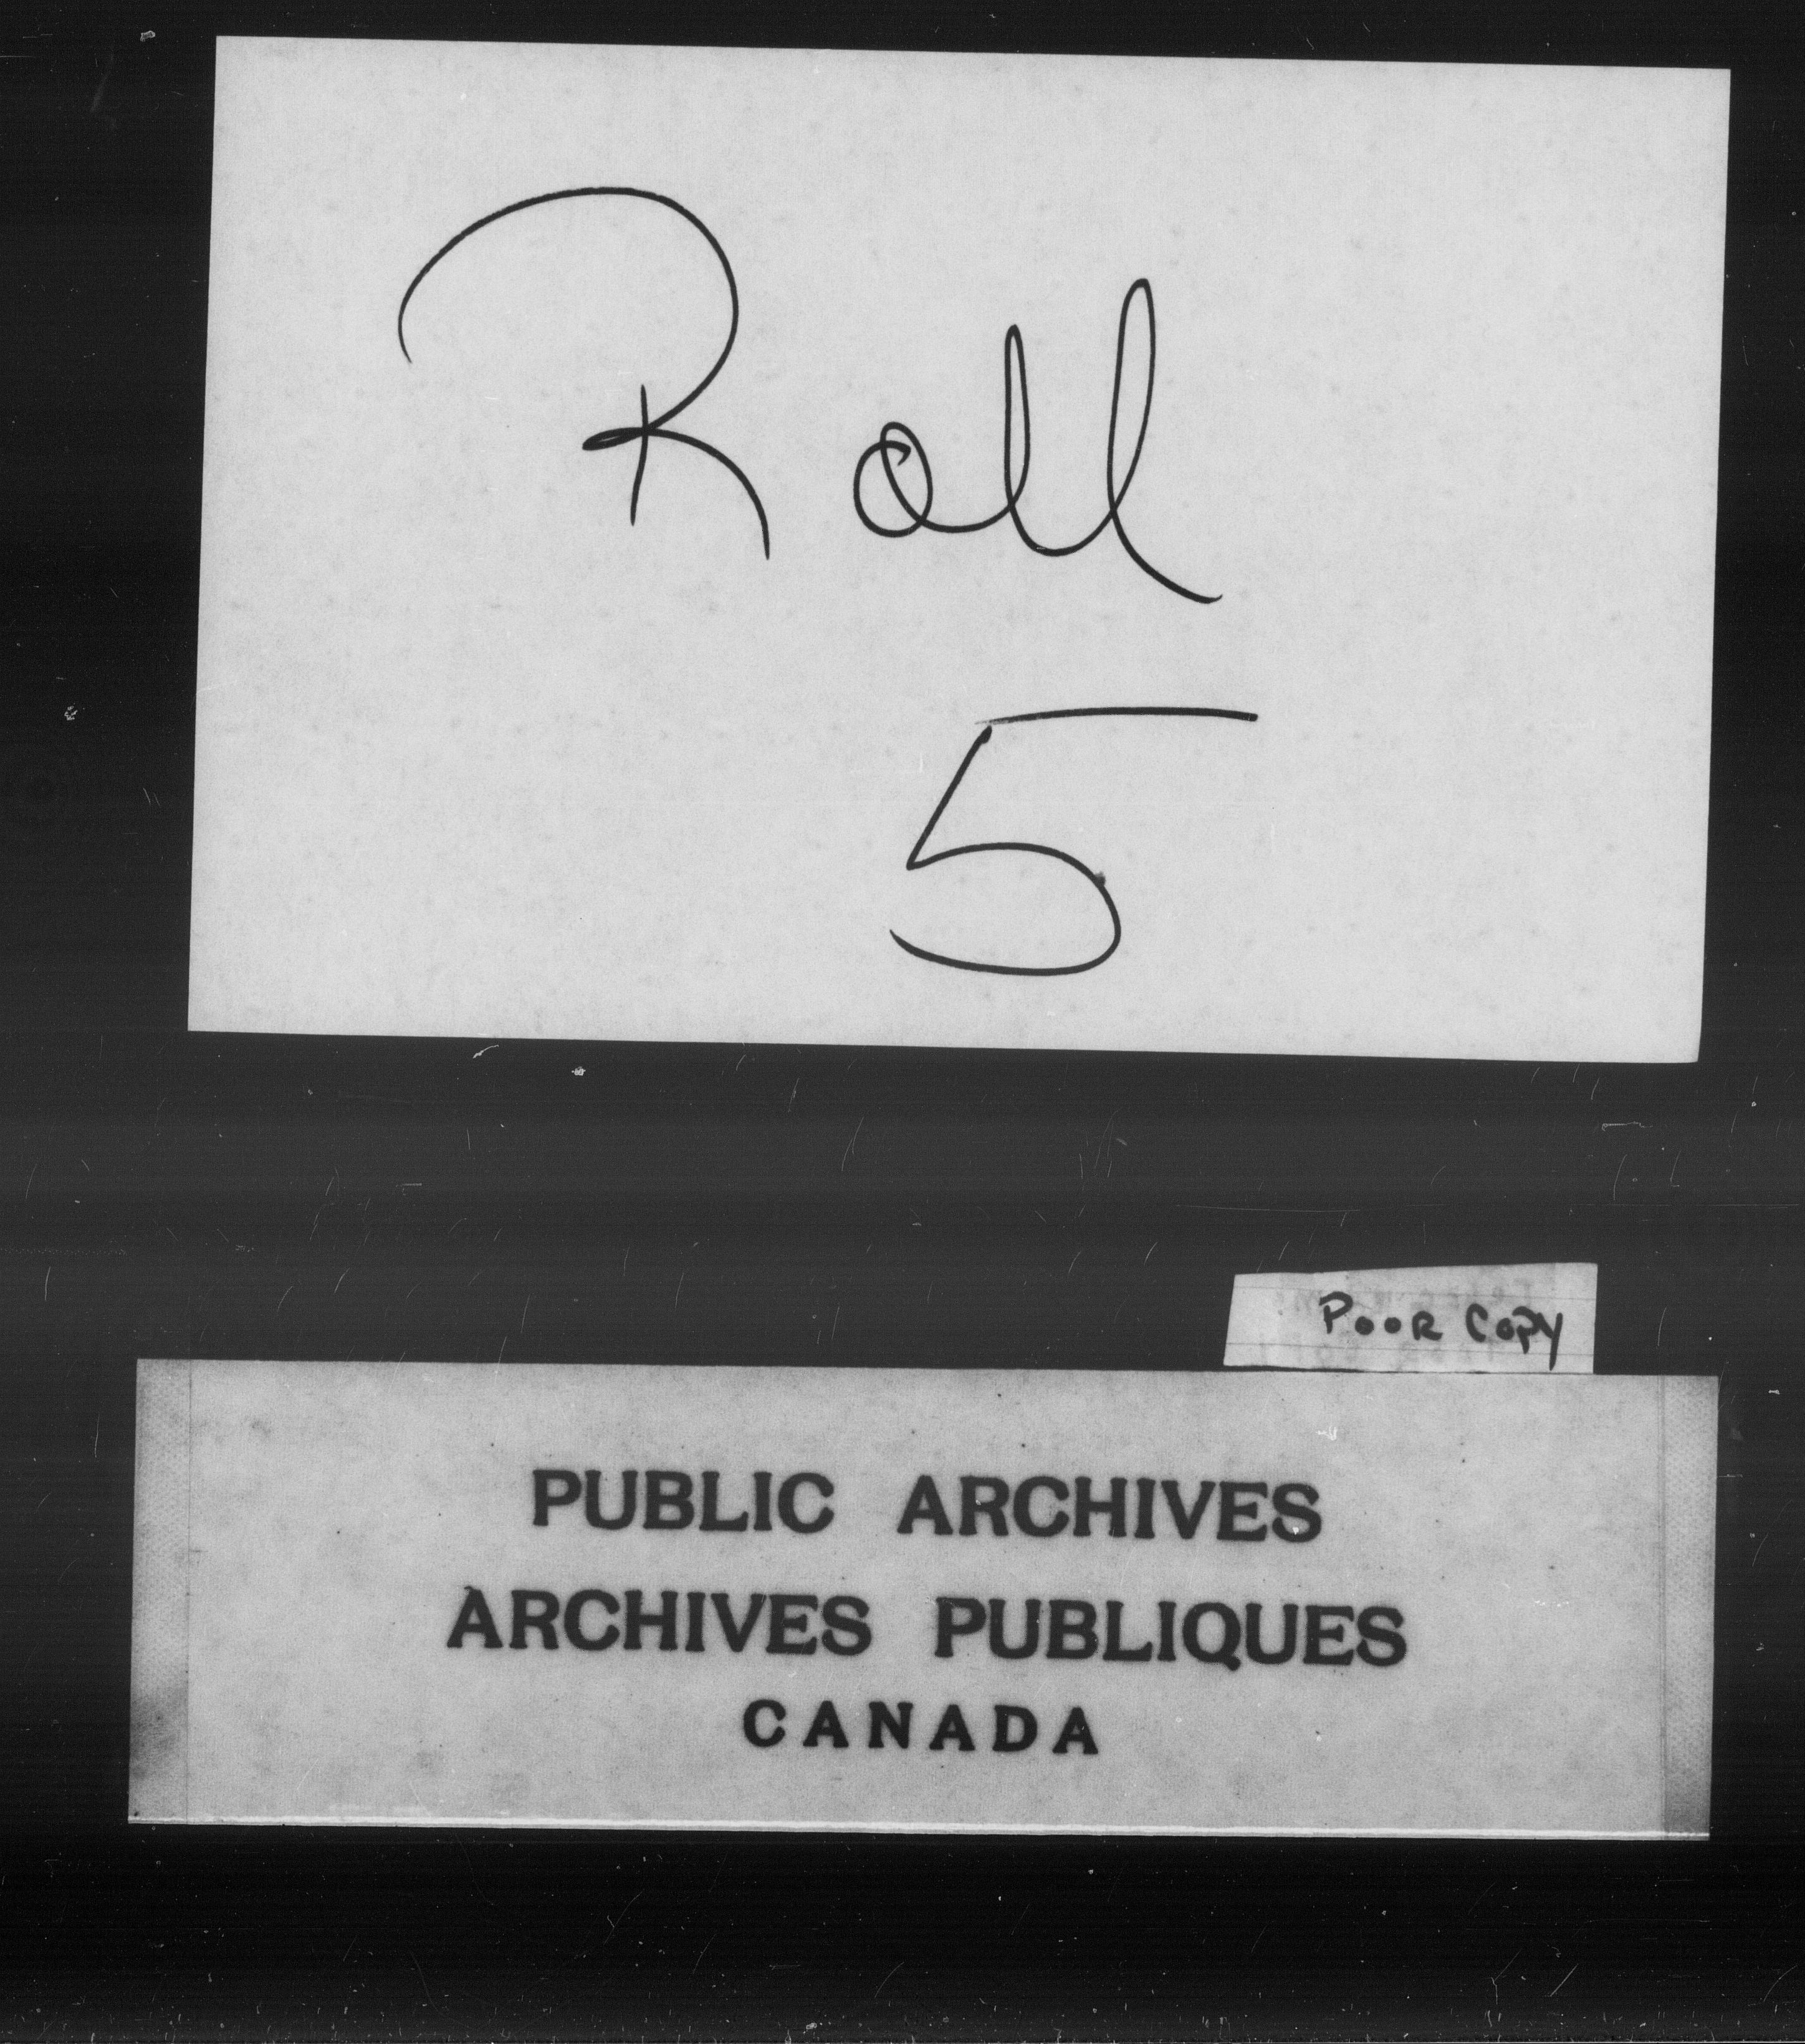 Roll
5
Poor Copy
PUBLIC ARCHIVES
ARCHIVES PUBLIQUES
CANADA